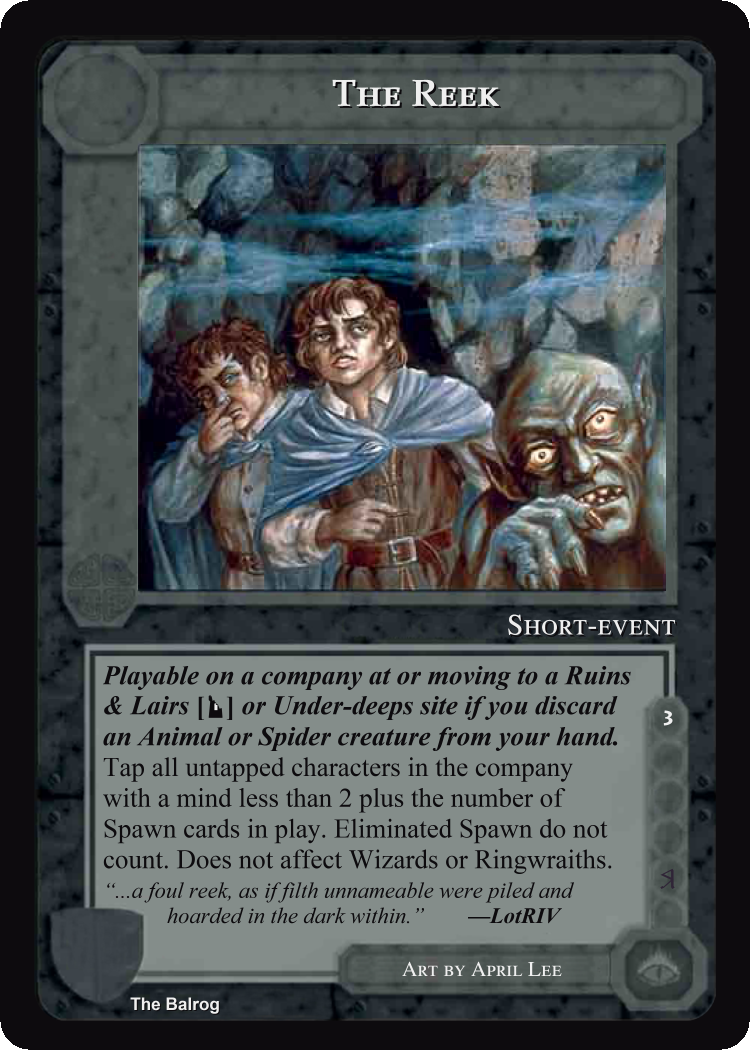 The Reek
Short-event
Playable on a company at or moving to a Ruins
& Lairs [] or Under-deeps site if you discard
an Animal or Spider creature from your hand.
Tap all untapped characters in the company
with a mind less than 2 plus the number of
Spawn cards in play. Eliminated Spawn do not
count. Does not affect Wizards or Ringwraiths.
3
“...a foul reek, as if filth unnameable were piled and
hoarded in the dark within.” —LotRIV
Art by April Lee
The Balrog